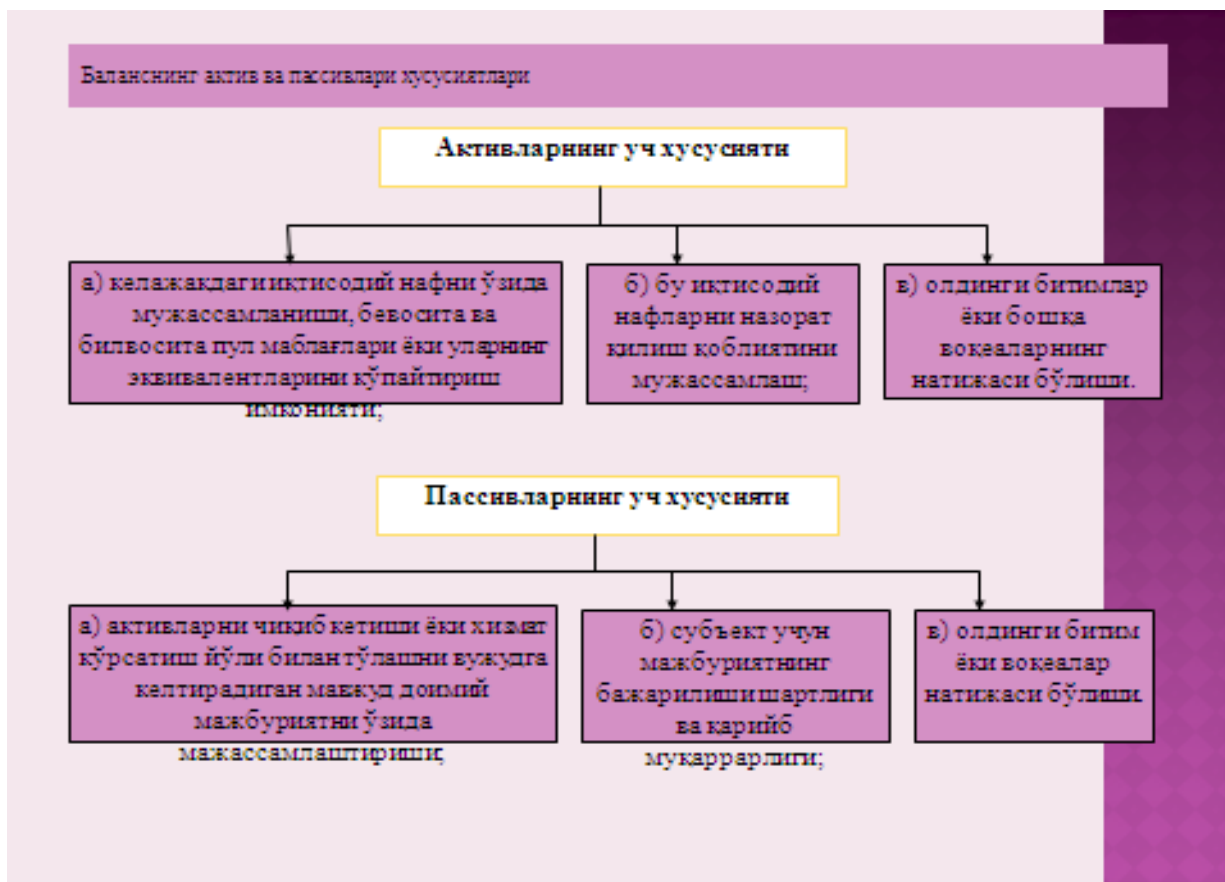 Баланснинг актив ва пассивлари хусусиятлари
Активларнинг уч хусусияти
а) келажакдаги иқтисодий нафни ўзида
мужассамланиши, бевосита ва
билвосита пул маблағлари ёки уларнинг
эквивалентларини кўпайтириш
имконияти;
б) бу иқтисодий
нафларни назорат
қилиш қоблиятини
мужассамлаш;
в) олдинги битимлар
ёки бошқа
воқеаларнинг
натижаси бўлиши.
Пассивларнинг уч хусусияти
а) активларни чиқиб кетиши ёки хизмат
кўрсатиш йўли билан тўлашни вужудга
келтирадиган мавжуд доимий
мажбуриятни ўзида
мажассамлаштириши;
б) субъект учун
мажбуриятнинг
бажарилиши шартлиги
ва қарийб
муқаррарлиги;
в) олдинги битим
ёки воқеалар
натижаси бўлиши.